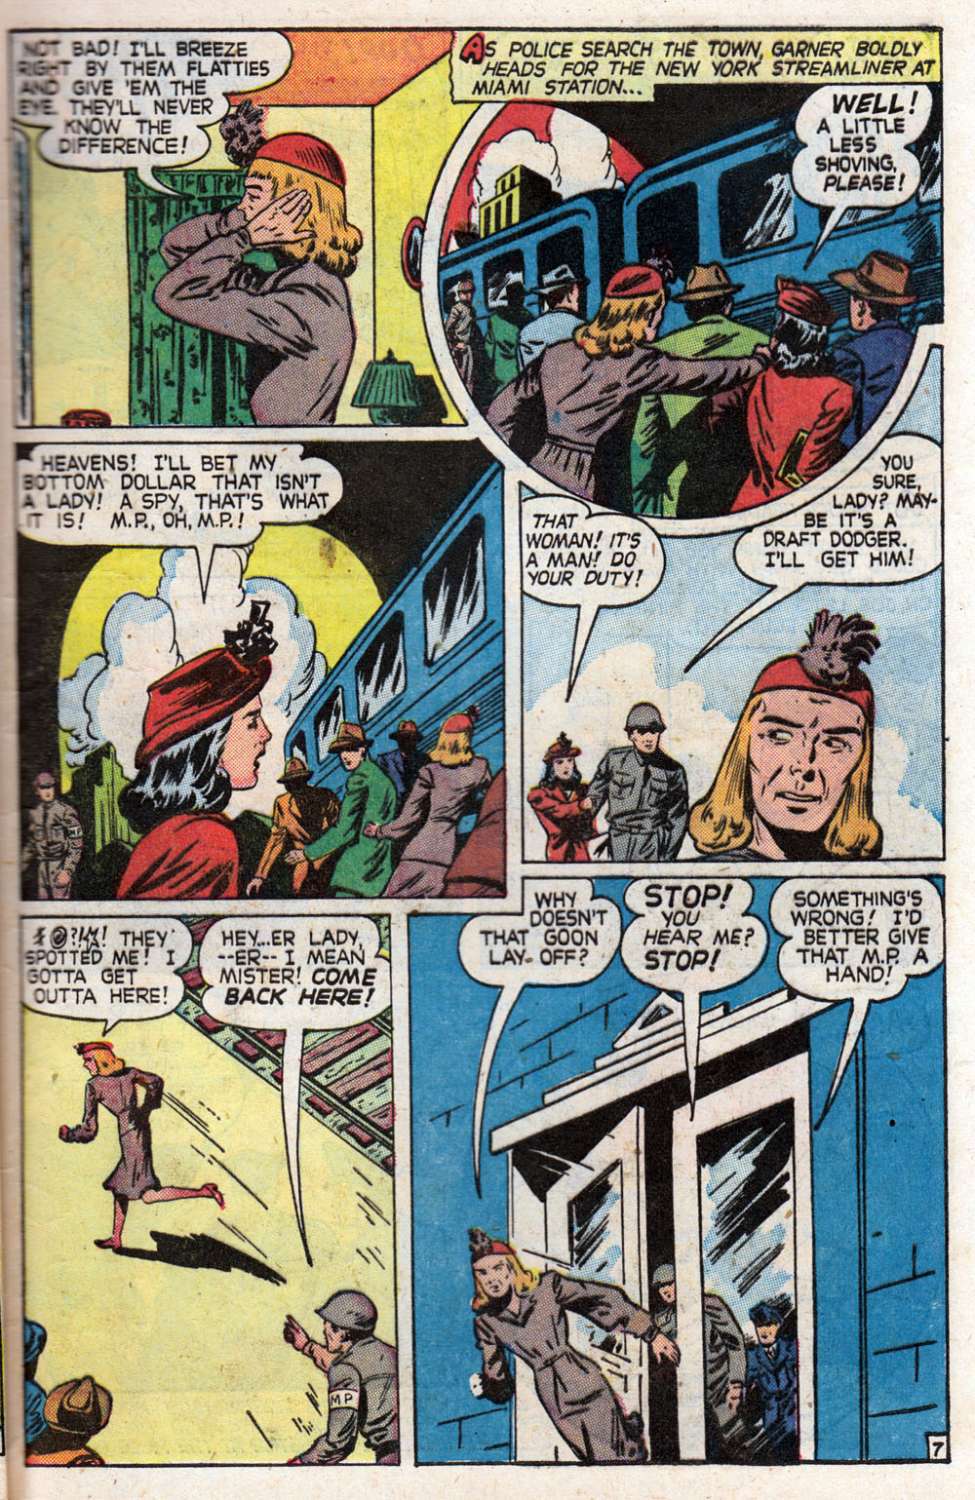 NOT BAD! I'LL BREEZE
RIGHT BY THEM FLATTIES
AND GIVE 'EM THE
EYE. THEY'LL NEVER
KNOW THE
DIFFERENCE!
AS POLICE SEARCH THE TOWN, GARNER BOLDLY
HEADS FOR THE NEW YORK STREAMLINER AT
MIAMI STATION...
WELL!
A LITTLE
LESS
SHOVING,
PLEASE!
HEAVENS! I'LL BET MY
BOTTOM DOLLAR THAT ISN'T
A LADY! A SPY, THAT'S WHAT
IT IS! M.P., OH, M.P.!
THAT
WOMAN! IT'S
A MAN! DO
YOUR DUTY!
YOU
SURE,
LADY? MAY-
BE IT'S A
DRAFT DODGER.
I'LL GET HIM!
THEY
SPOTTED ME! I
GOTTA GET
OUTTA HERE!
HEY...ER LADY,
--ER-- I MEAN
MISTER! COME
BACK HERE!
MP
WHY
DOESN'T
THAT GOON
LAY-OFF?
STOP!
YOU
HEAR ME?
STOP!
SOMETHING'S
WRONG! I'D
BETTER GIVE
THAT M.P. A
HAND!
7